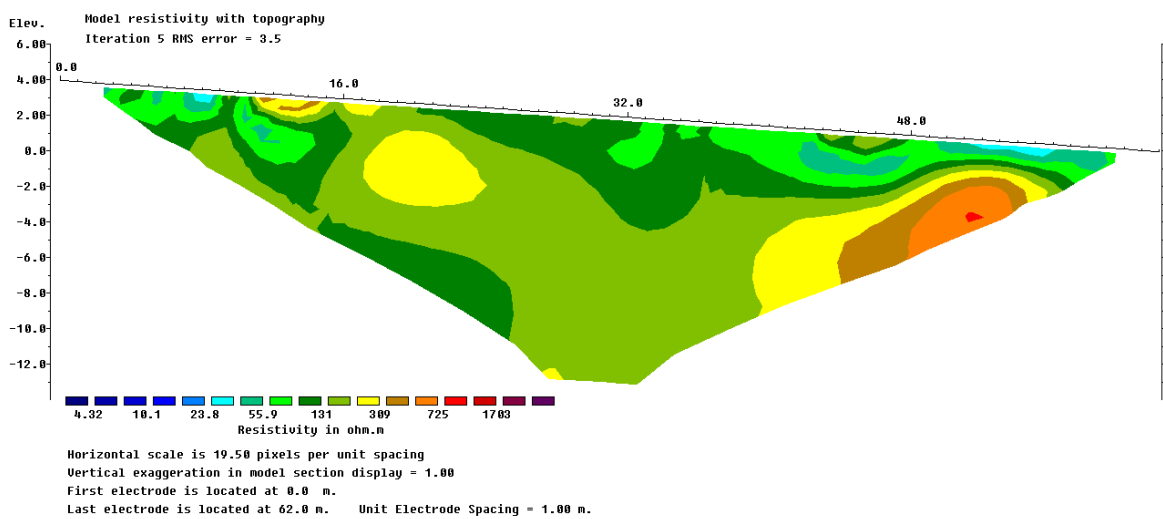 Model resistivity with topography
Elev.
Iteration 5 RMS error = 3.5
6.00
4.00
0.0
16.0
2.00
32.0
48.0
0.0
-2.0
-4.0
-6.0
-8.0
-10.0
-12.0
4.32 10.1 23.8 55.9 131 309 725 1703
Resistivity in ohm.m
Horizontal scale is 19.50 pixels per unit spacing
Vertical exaggeration in model section display = 1.00
First electrode is located at 0.0 m.
Last electrode is located at 62.0 m. Unit Electrode Spacing = 1.00 m.